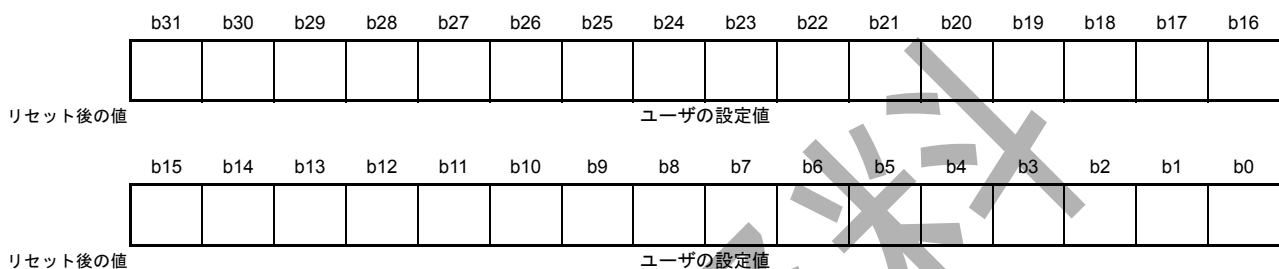 b31 b30 b29 b28 b27 b26 b25 b24 b23 b22 b21 b20 b19 b18 b17 b16
リセット後の値 ユーザの設定値
b15 b14 b13 b12 b11 b10 b9 b8 b7 b6 b5 b4 b3 b2 b1 b0
リセット後の値 ユーザの設定値
料